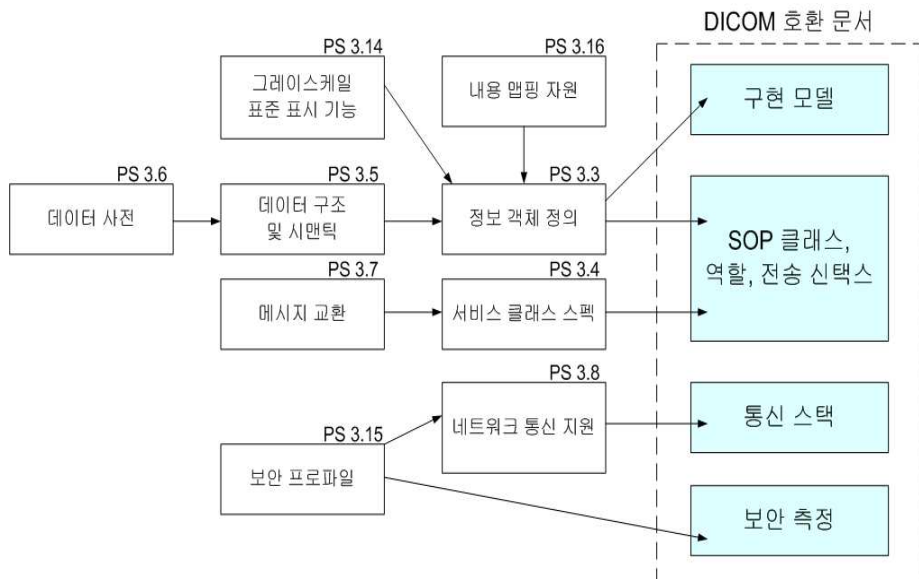 DICOM 호환 문서
PS 3.14
그레이스케일
표준 표시 기능
PS 3.16
내용 맵핑 자원
구현 모델
PS 3.6
데이터 사전
PS 3.5
데이터 구조
및 시맨틱
PS 3.3
정보 객체 정의
SOP 클래스,
역할, 전송 신택스
PS 3.7
메시지 교환
PS 3.4
서비스 클래스 스펙
PS 3.8
네트워크 통신 지원
통신 스택
PS 3.15
보안 프로파일
보안 측정